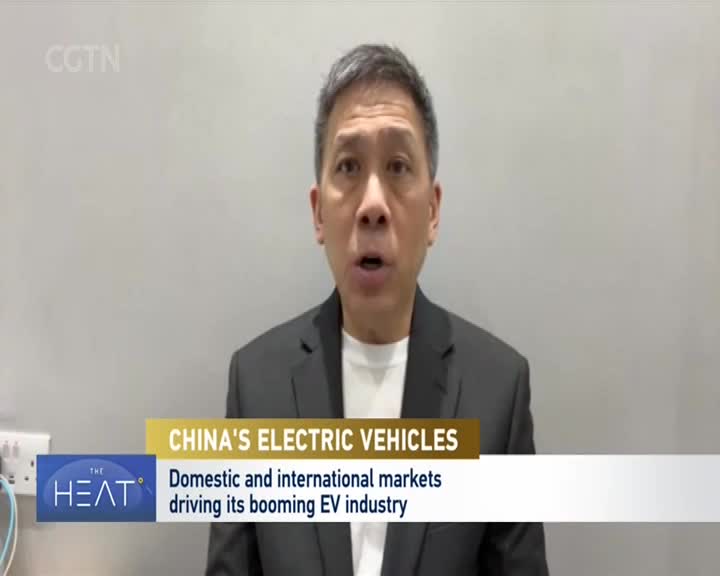 CGTN
CHINA'S ELECTRIC VEHICLES
THE
HEAT
Domestic and international markets
driving its booming EV industry